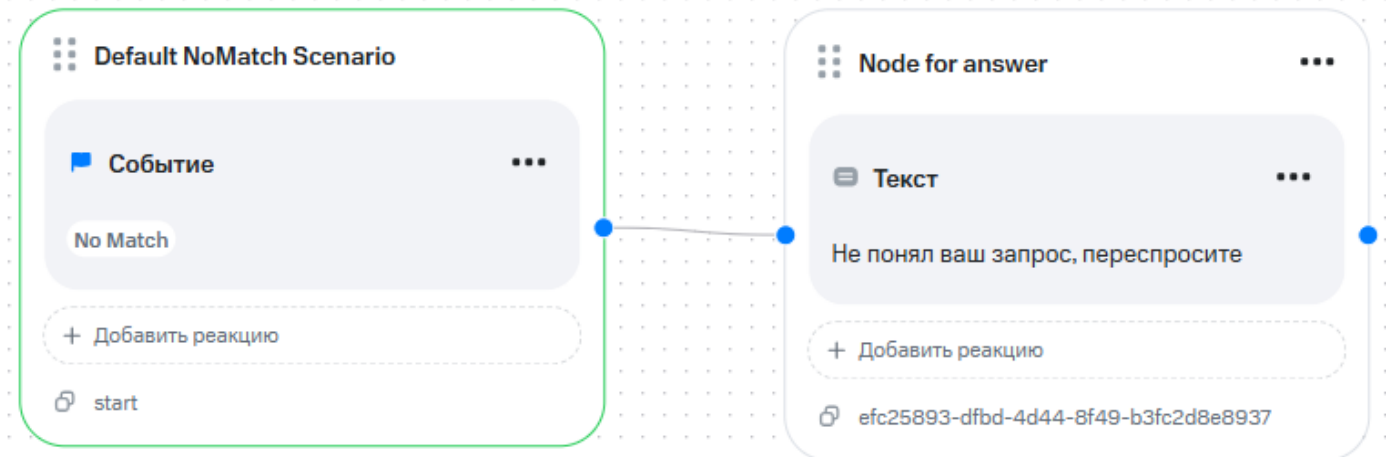 Default NoMatch Scenario
Событие
No Match
+ Добавить реакцию
start
Node for answer
Текст
Не понял ваш запрос, переспросите
+ Добавить реакцию
efc25893-dfbd-4d44-8f49-b3fc2d8e8937